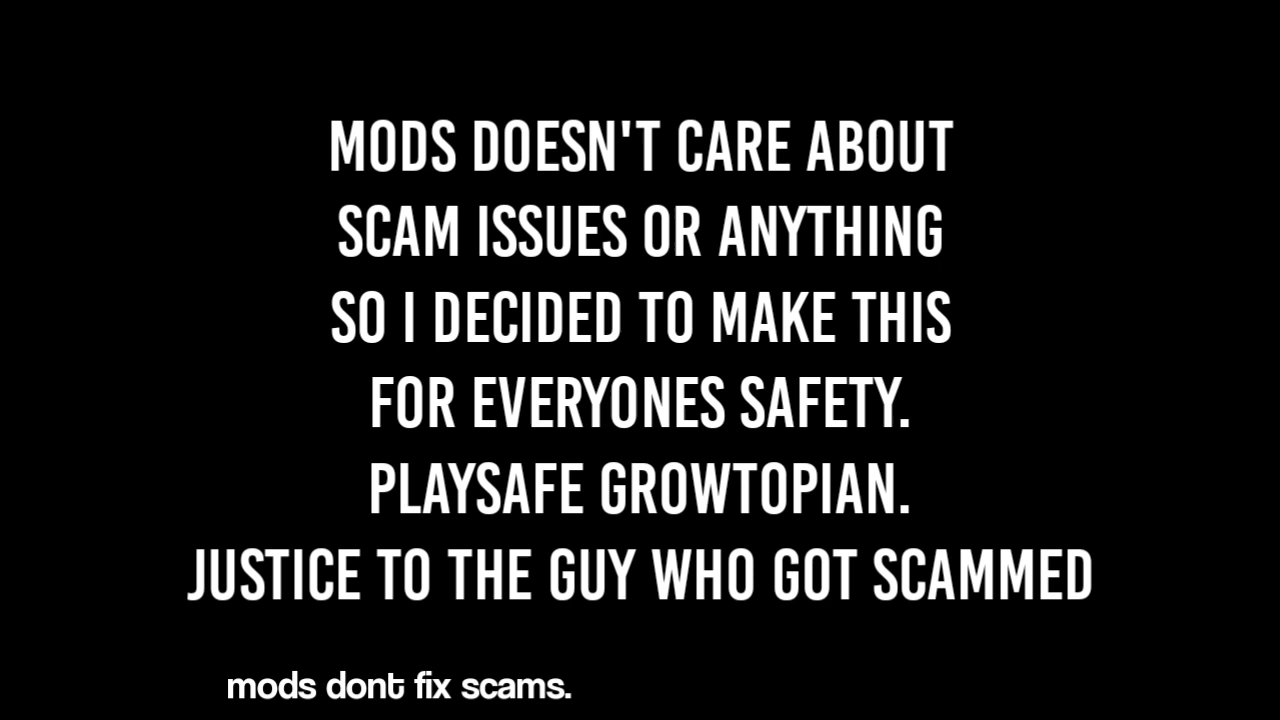 MODS DOESN'T CARE ABOUT
SCAM ISSUES OR ANYTHING
SO I DECIDED TO MAKE THIS
FOR EVERYONES SAFETY.
PLAYSAFE GROWTOPIAN.
JUSTICE TO THE GUY WHO GOT SCAMMED
mods dont fix scams.